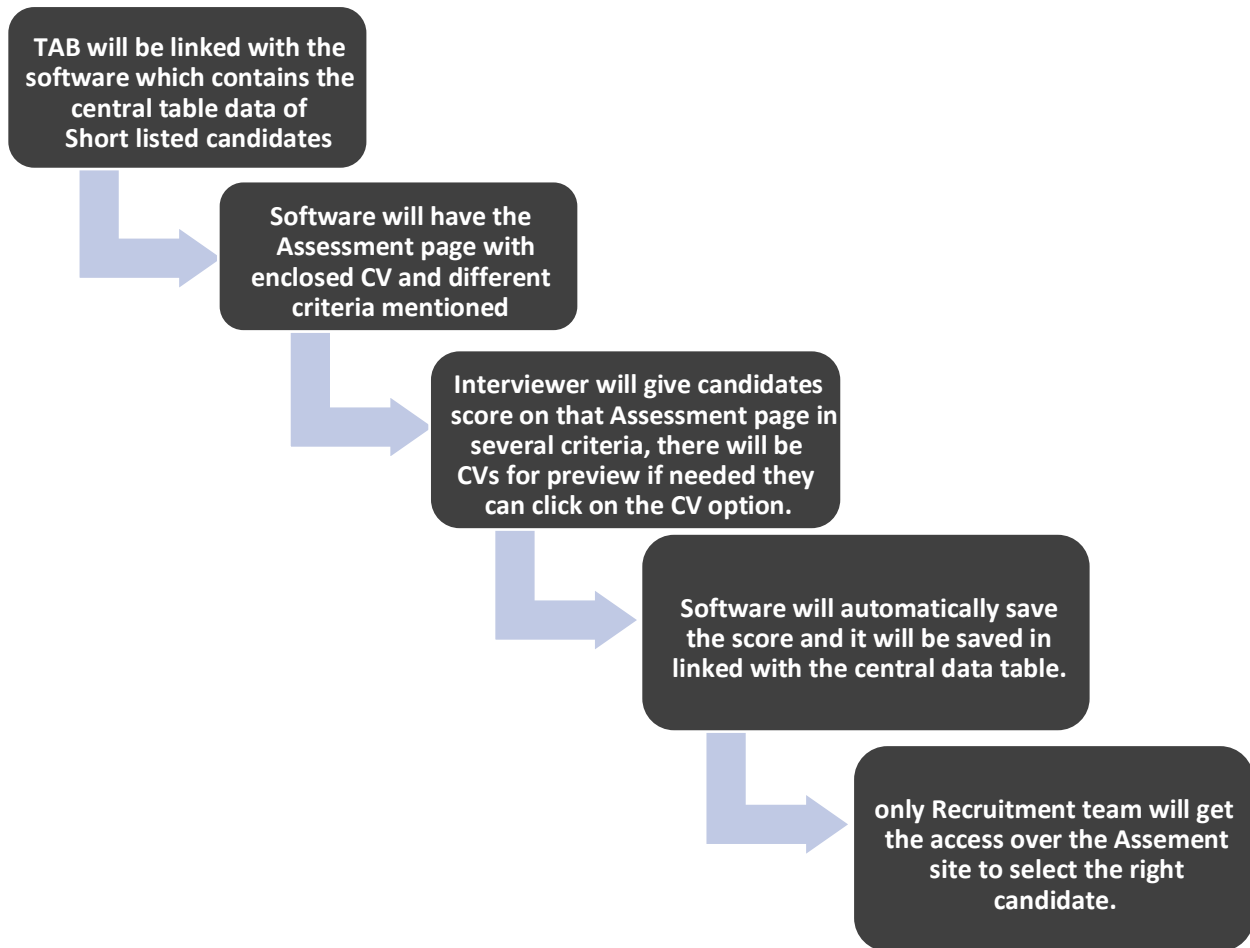 TAB will be linked with the
software which contains the
central table data of
Short listed candidates
Software will have the
Assessment page with
enclosed CV and different
criteria mentioned
Interviewer will give candidates
score on that Assessment page in
several criteria, there will be
CVs for preview if needed they
can click on the CV option.
Software will automatically save
the score and it will be saved in
linked with the central data table.
only Recruitment team will get
the access over the Assement
site to select the right
candidate.